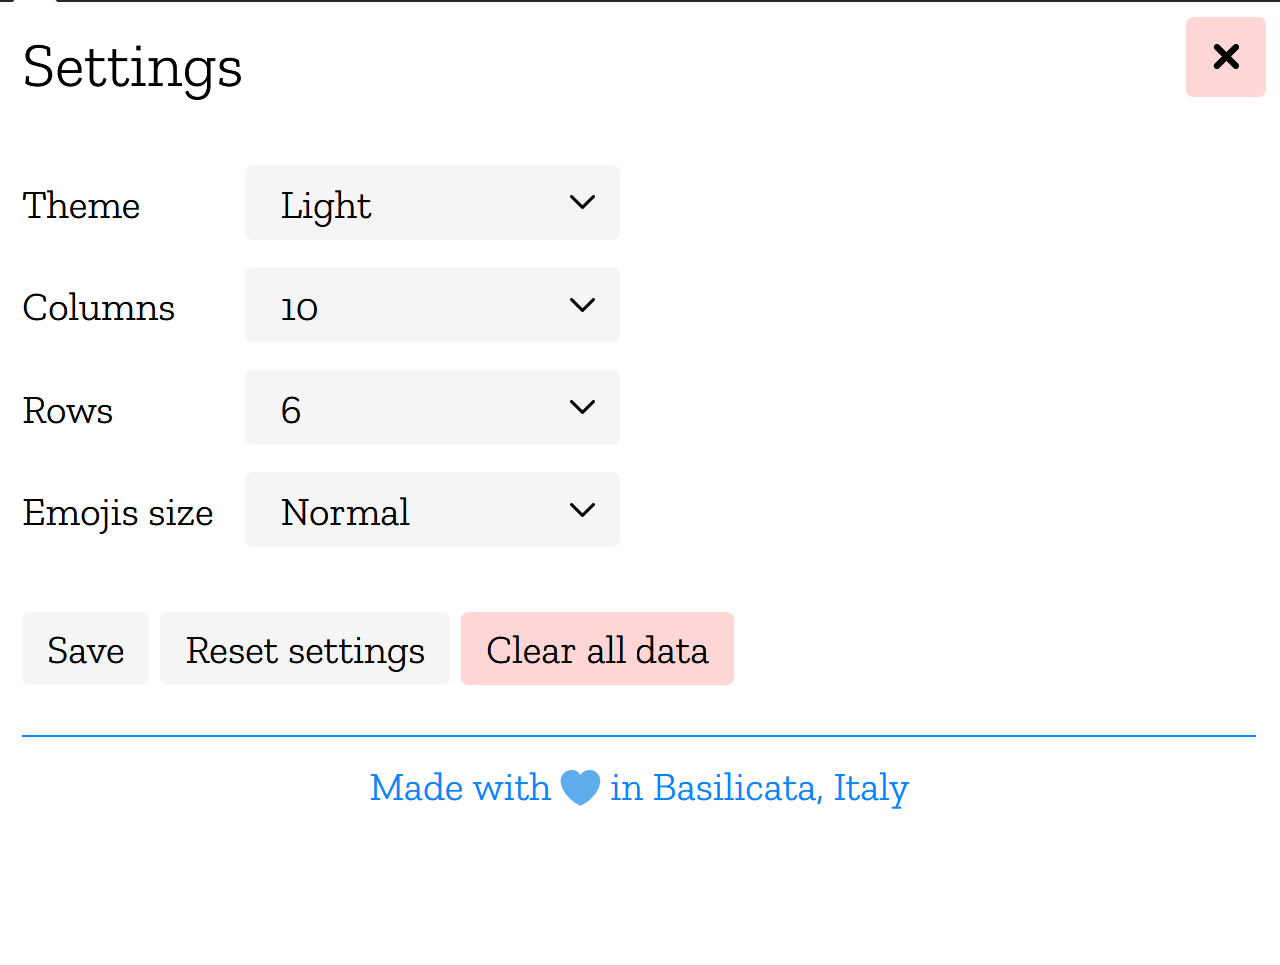 Settings
Theme Light
Columns 10
Rows 6
Emojis size Normal
Save Reset settings Clear all data
Made with 💙 in Basilicata, Italy